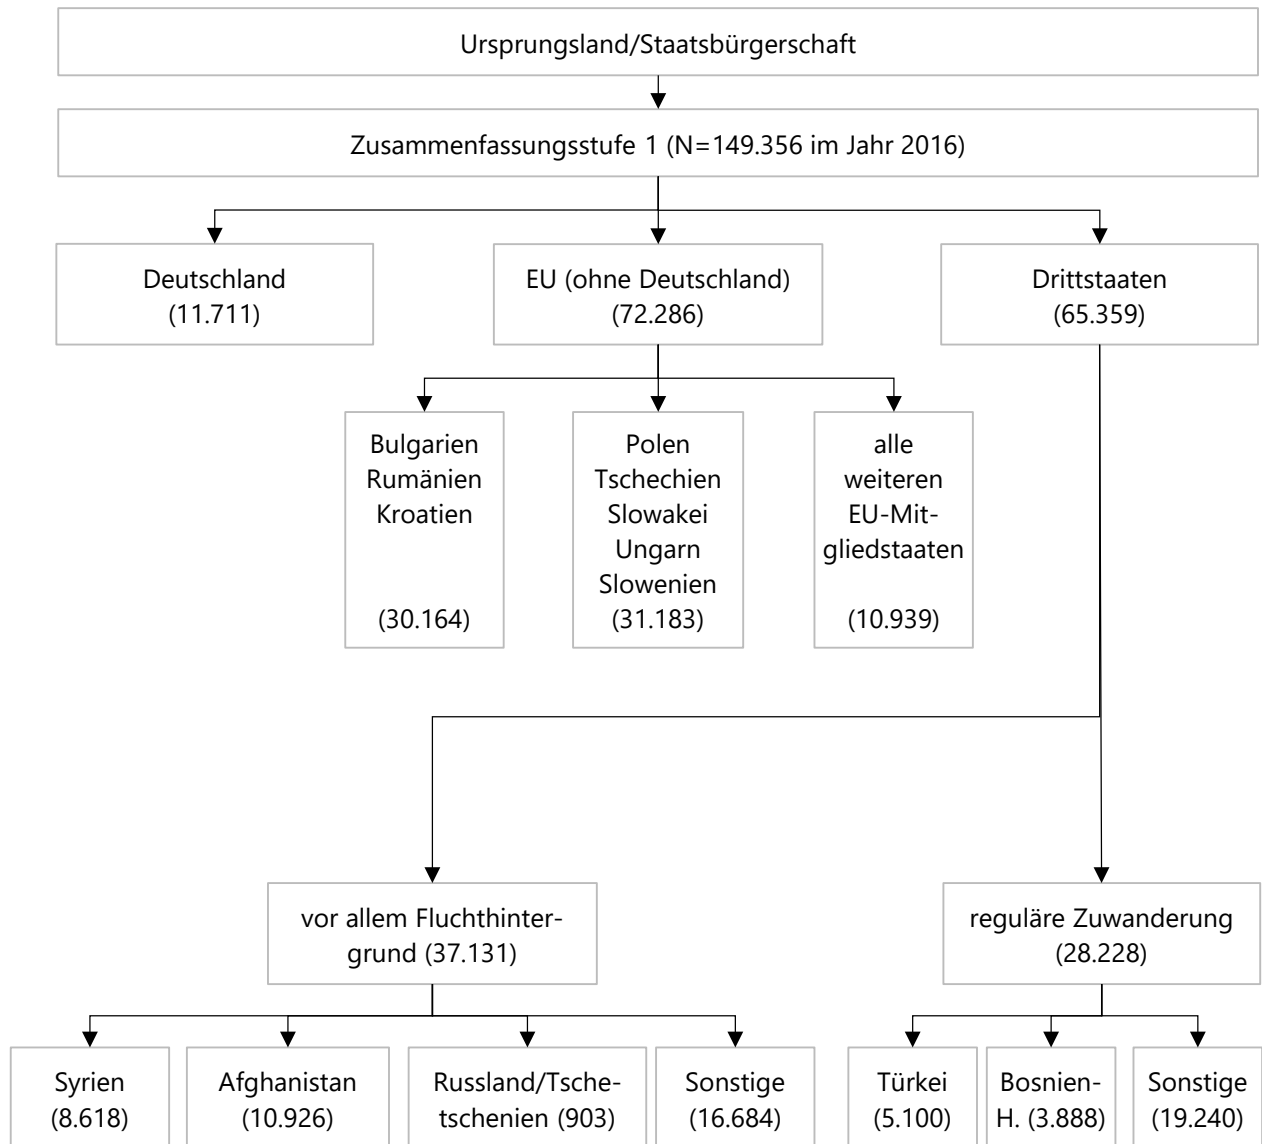 Ursprungsland/Staatsbürgerschaft
Zusammenfassungsstufe 1 (N=149.356 im Jahr 2016)
Deutschland
(11.711)
EU (ohne Deutschland)
(72.286)
Drittstaaten
(65.359)
Bulgarien
Rumänien
Kroatien
(30.164)
Polen
Tschechien
Slowakei
Ungarn
Slowenien
(31.183)
alle
weiteren
EU-Mit-
gliedstaaten
(10.939)
vor allem Fluchthinter-
grund (37.131)
reguläre Zuwanderung
(28.228)
Syrien
(8.618)
Afghanistan
(10.926)
Russland/Tsche-
tschenien (903)
Sonstige
(16.684)
Türkei
(5.100)
Bosnien-
H. (3.888)
Sonstige
(19.240)